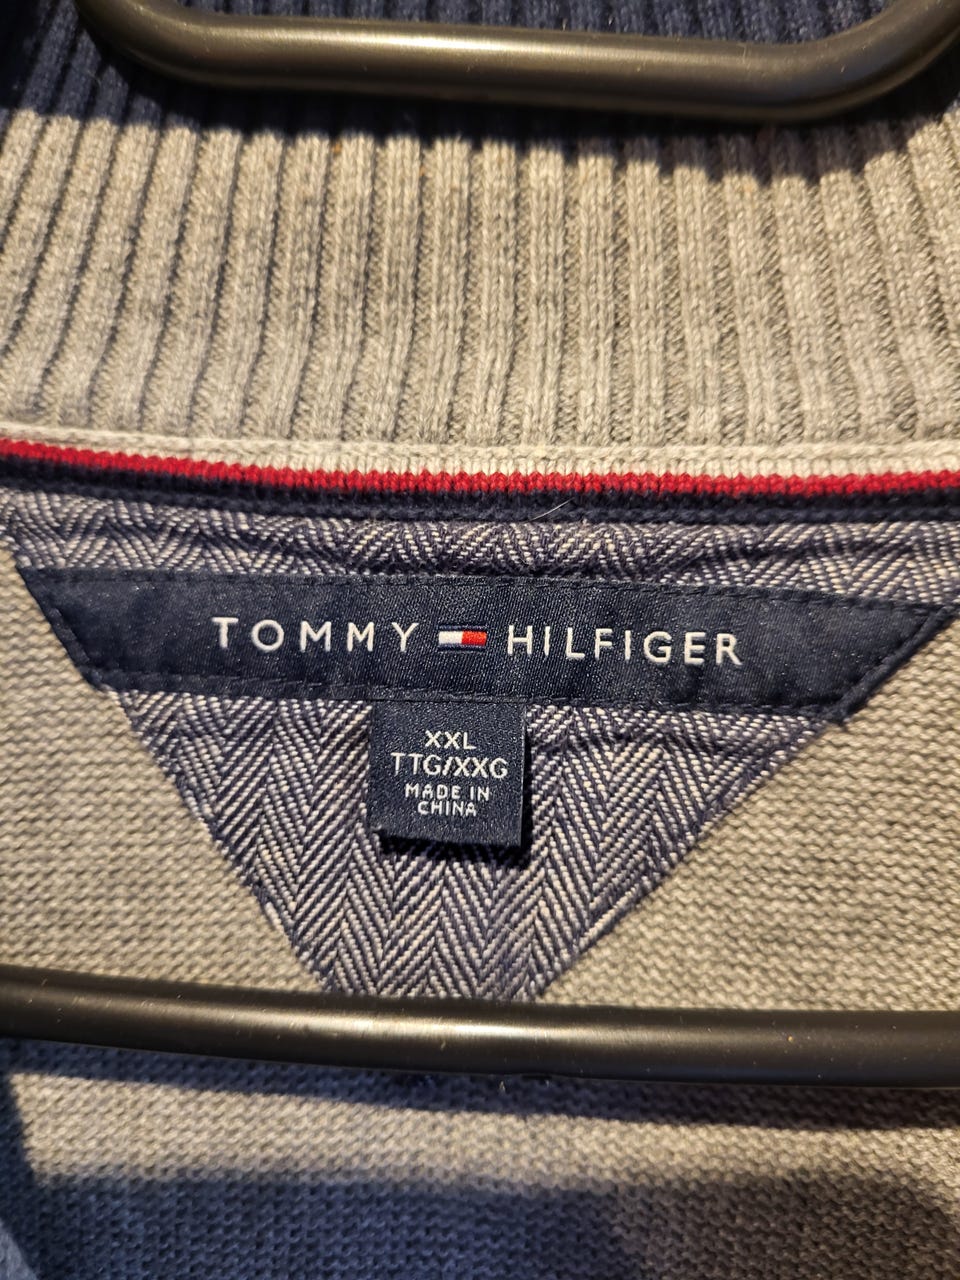 TOMMY HILFIGER
XXL
TTG/XXG
MADE IN
CHINA